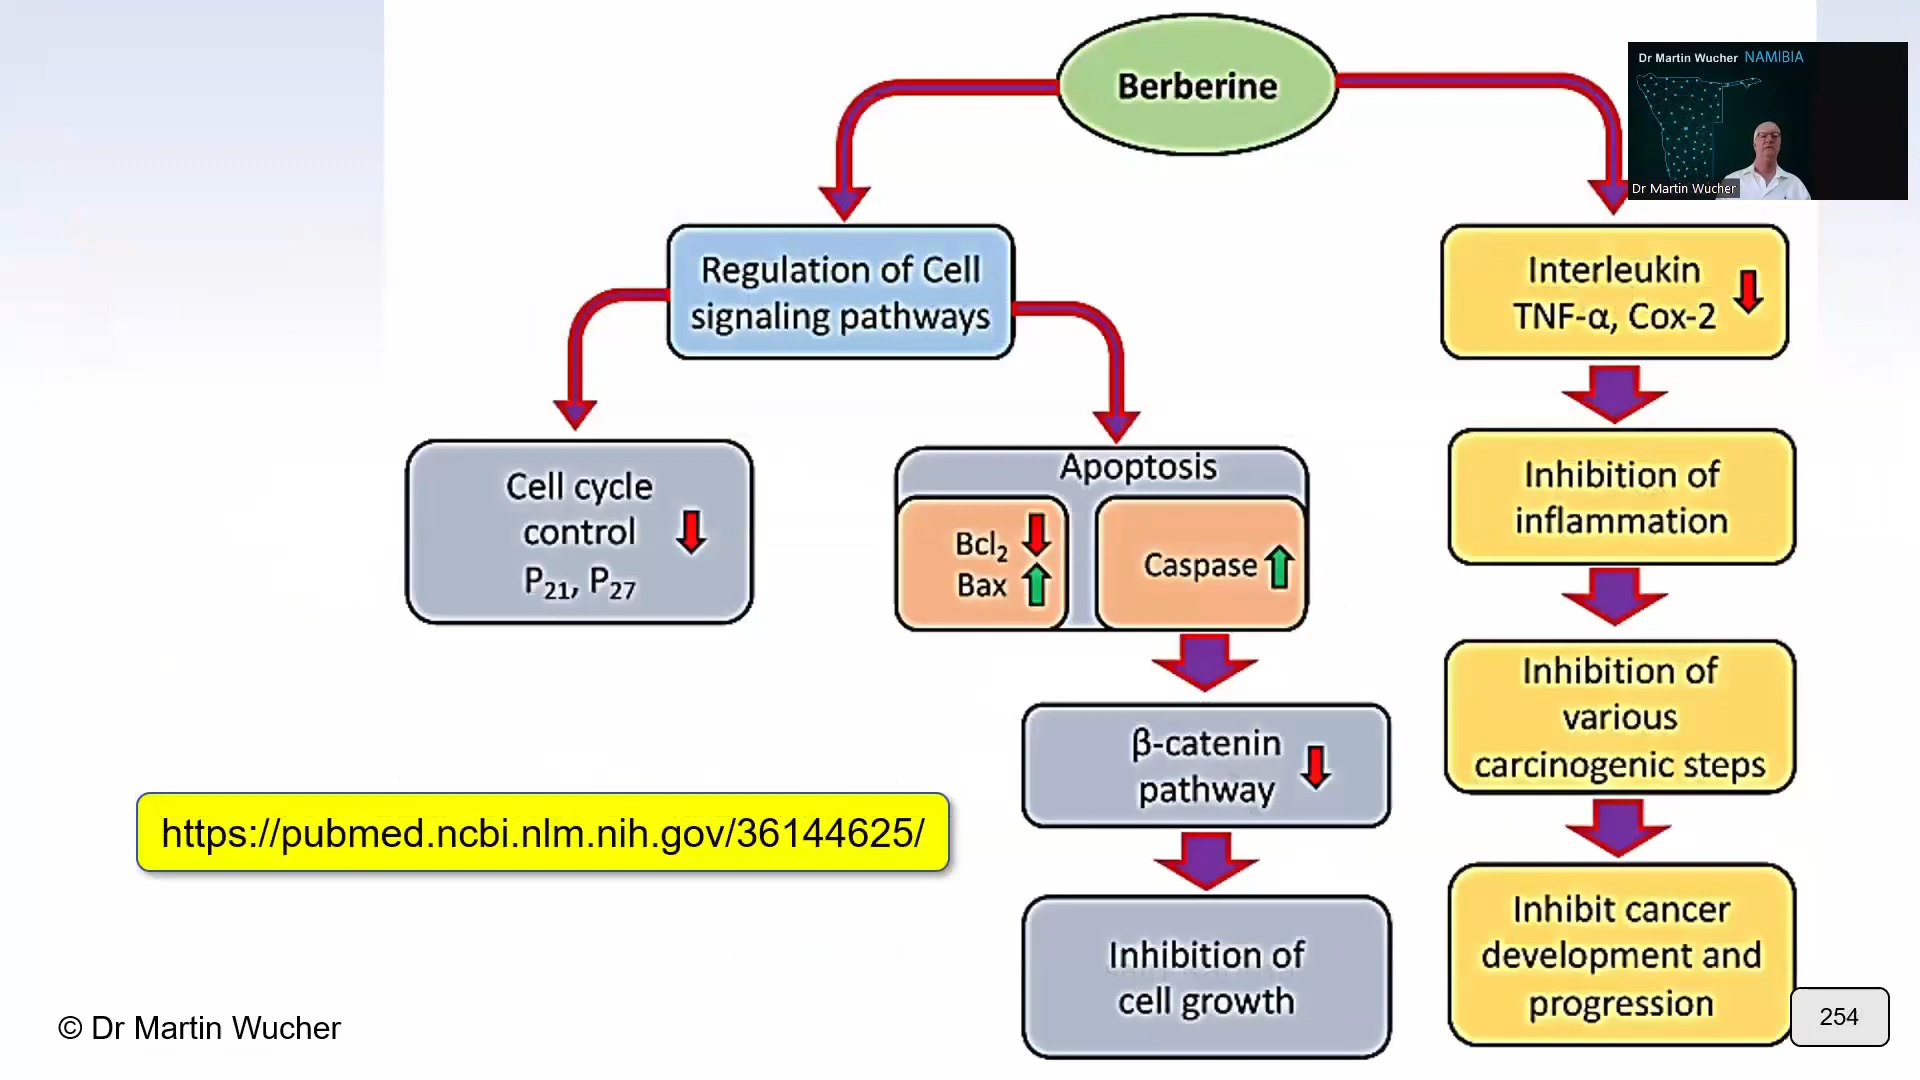 Berberine
Dr Martin Wucher NAMIBIA
Dr Martin Wucher
Regulation of Cell
signaling pathways
Interleukin
TNF-α, Cox-2
Cell cycle
control
P21, P27
Apoptosis
Bcl2
Bax
Caspase
Inhibition of
inflammation
β-catenin
pathway
Inhibition of
various
carcinogenic steps
https://pubmed.ncbi.nlm.nih.gov/36144625/
Inhibition of
cell growth
Inhibit cancer
development and
progression
© Dr Martin Wucher
254